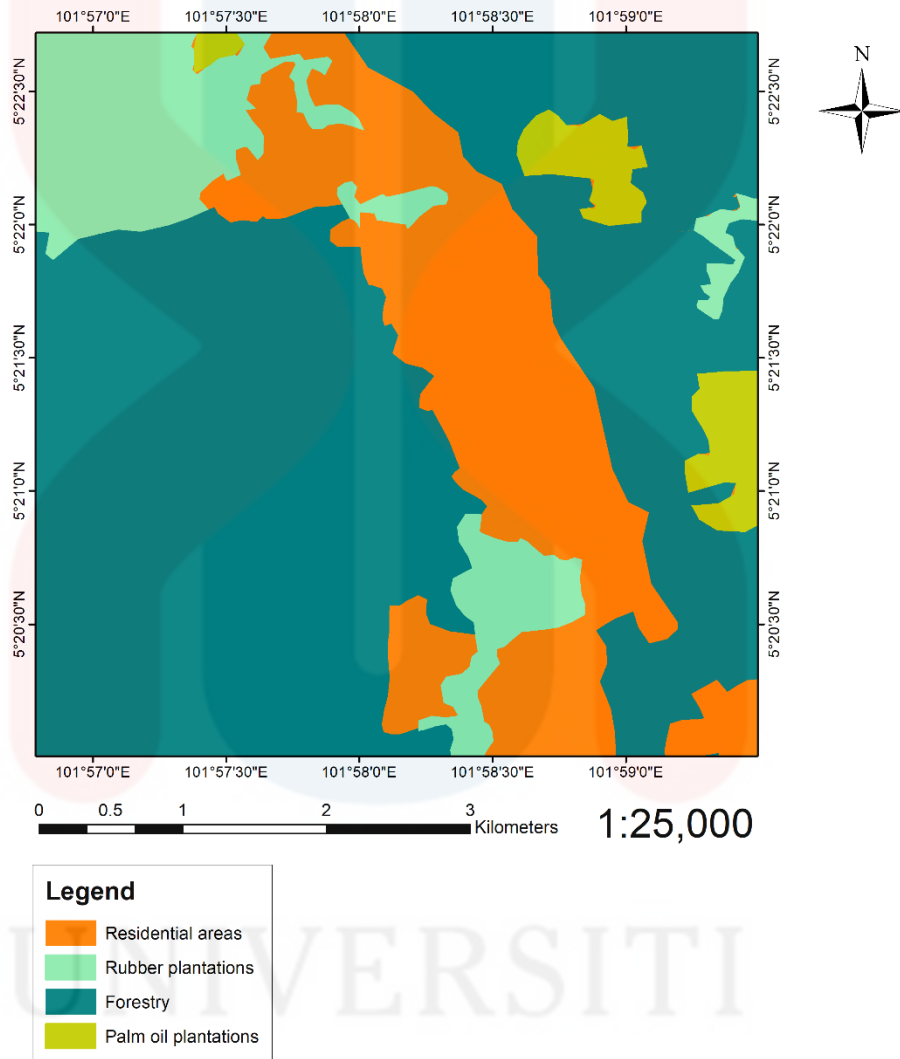 101°57'0"E 101°57'30"E 101°58'0"E 101°58'30"E 101°59'0"E
N
5°22'30"N 5°22'30"N
5°22'0"N 5°22'0"N
5°21'30"N 5°21'30"N
5°21'0"N 5°21'0"N
5°20'30"N 5°20'30"N
101°57'0"E 101°57'30"E 101°58'0"E 101°58'30"E 101°59'0"E
0 0.5 1 2 3
Kilometers
1:25,000
Legend
Residential areas
Rubber plantations
Forestry
Palm oil plantations
UNIVERSITI